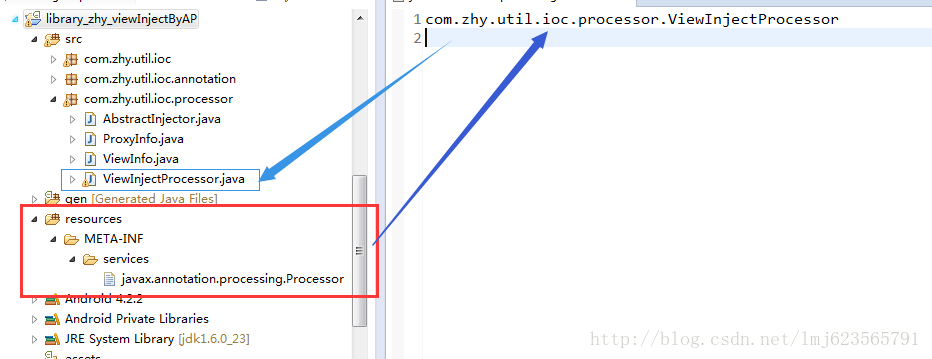 library_zhy_viewInjectByAP
src
com.zhy.util.ioc
com.zhy.util.ioc.annotation
com.zhy.util.ioc.processor
AbstractInjector.java
ProxyInfo.java
ViewInfo.java
ViewInjectProcessor.java
gen [Generated Java Files]
resources
META-INF
services
javax.annotation.processing.Processor
Android 4.2.2
Android Private Libraries
JRE System Library [jdk1.6.0_23]
assets
1 com.zhy.util.ioc.processor.ViewInjectProcessor
2
http://blog.csdn.net/lmj623565791